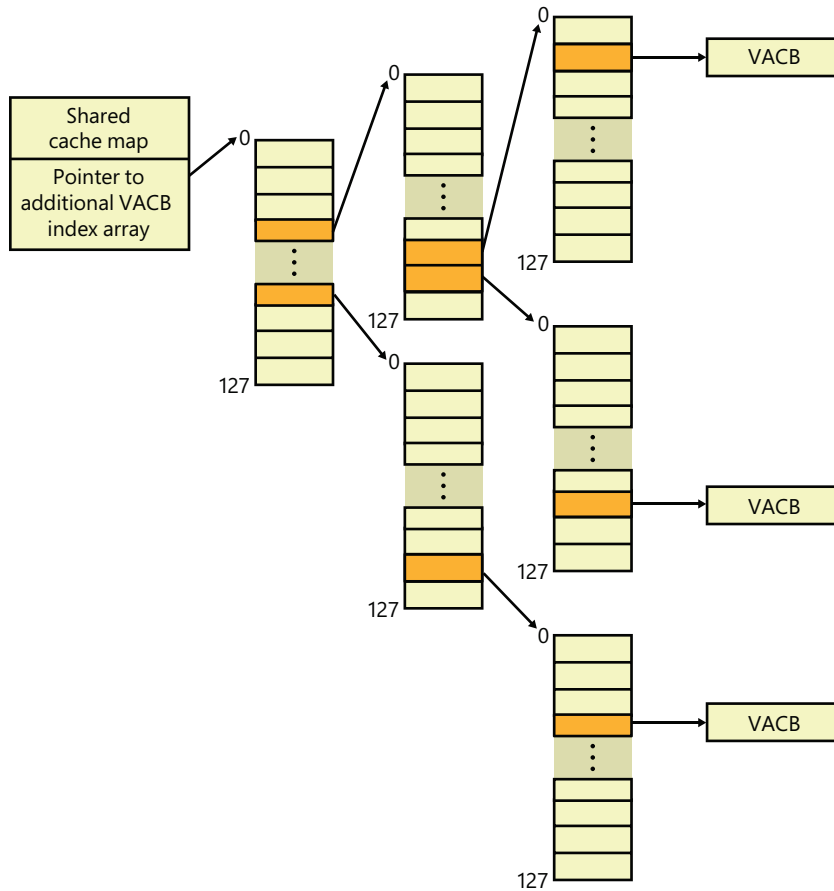 Shared
cache map
Pointer to
additional VACB
index array
0
127
0
127
0
127
0
127
0
127
0
127
VACB
VACB
VACB